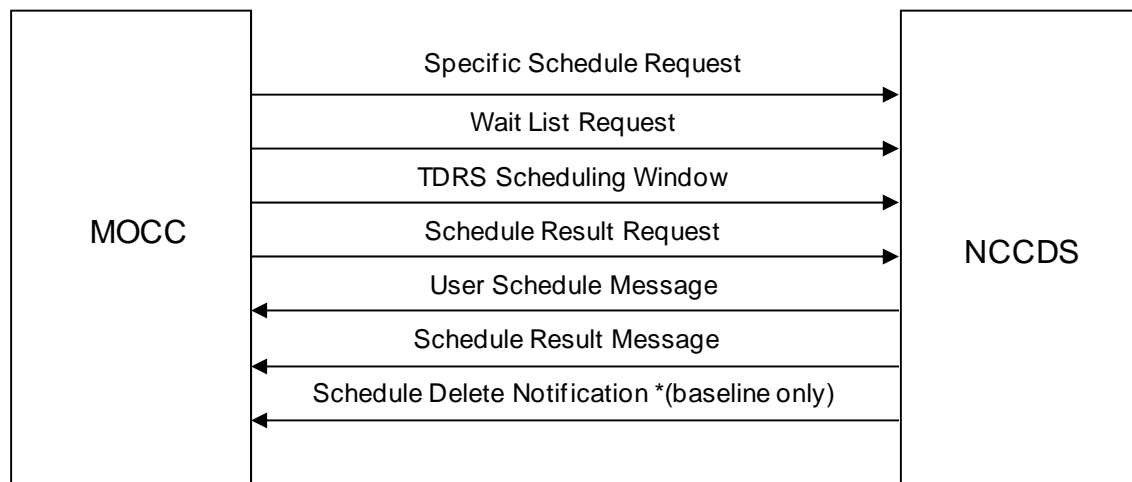 Specific Schedule Request
Wait List Request
TDRS Scheduling Window
MOCC
Schedule Result Request
NCCDS
User Schedule Message
Schedule Result Message
Schedule Delete Notification *(baseline only)